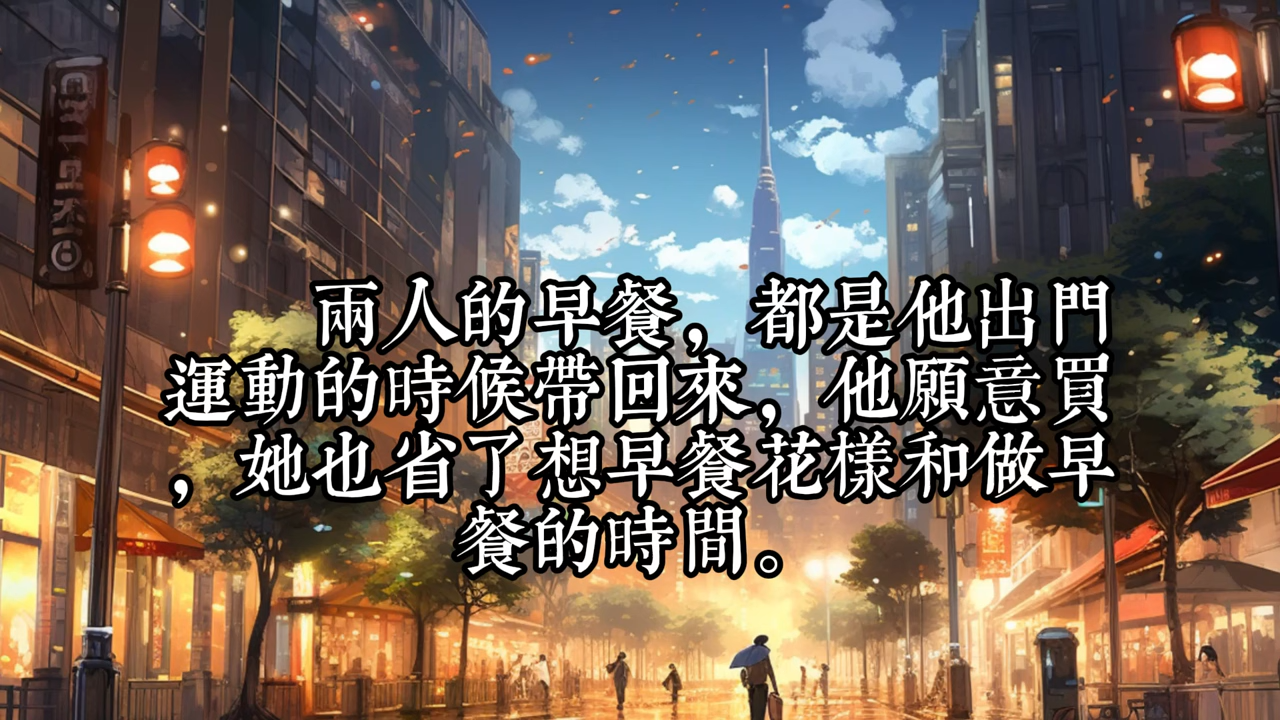 兩人的早餐，都是他出門
運動的時候帶回來，他願意買
，她也省了想早餐花樣和做早
餐的時間。